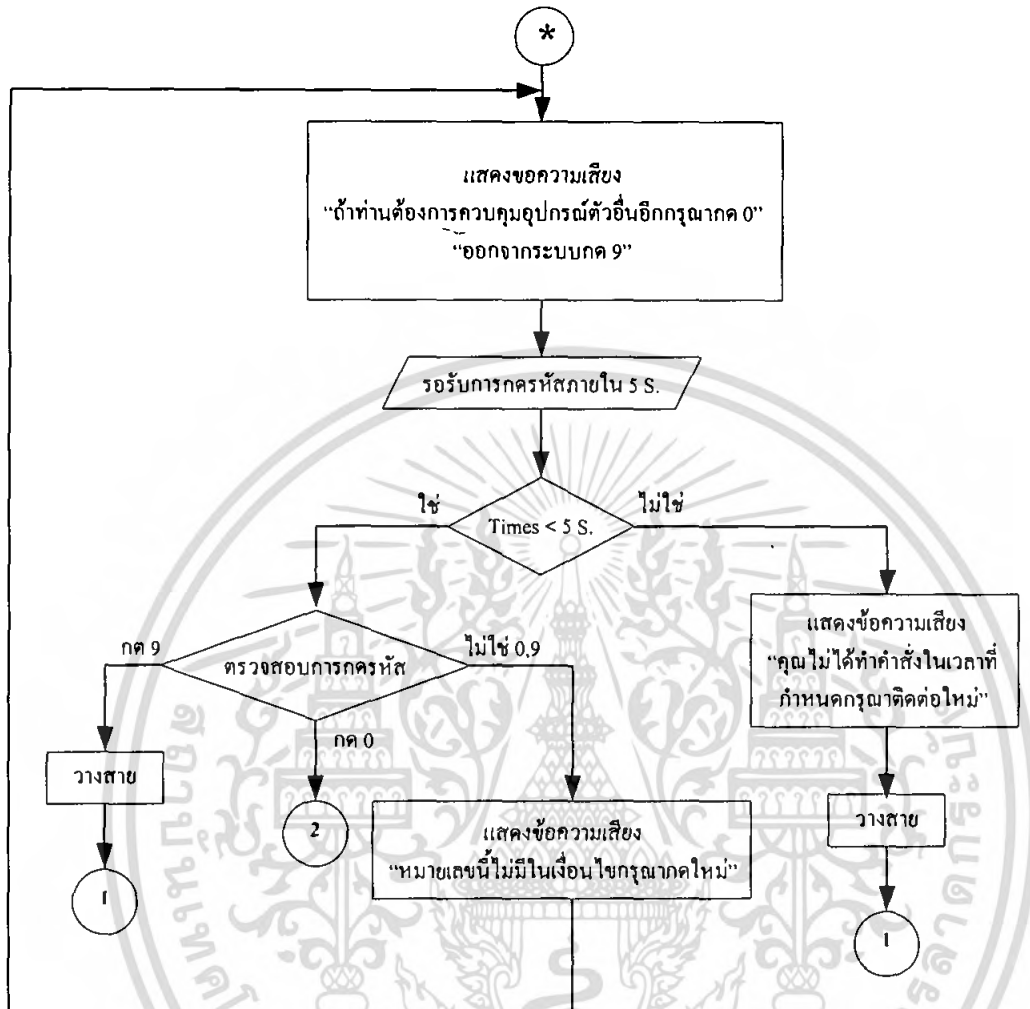 *
แสดงขอความเสียง
“ถ้าท่านต้องการควบคุมอุปกรณ์ตัวอื่นอีกกรุณากด 0”
“ออกจากระบบกด 9”
รอรับการกดรหัสภายใน 5 S.
ใช่
ไม่ใช่
Times < 5 S.
กด 9
ตรวจสอบการกดรหัส
ไม่ใช่ 0,9
กด 0
แสดงข้อความเสียง
“คุณไม่ได้ทำคำสั่งในเวลาที่
กำหนดกรุณาติดต่อใหม่”
วางสาย
1
2
แสดงข้อความเสียง
“หมายเลขนี้ไม่มีในเงื่อนไขกรุณากดใหม่”
วางสาย
1